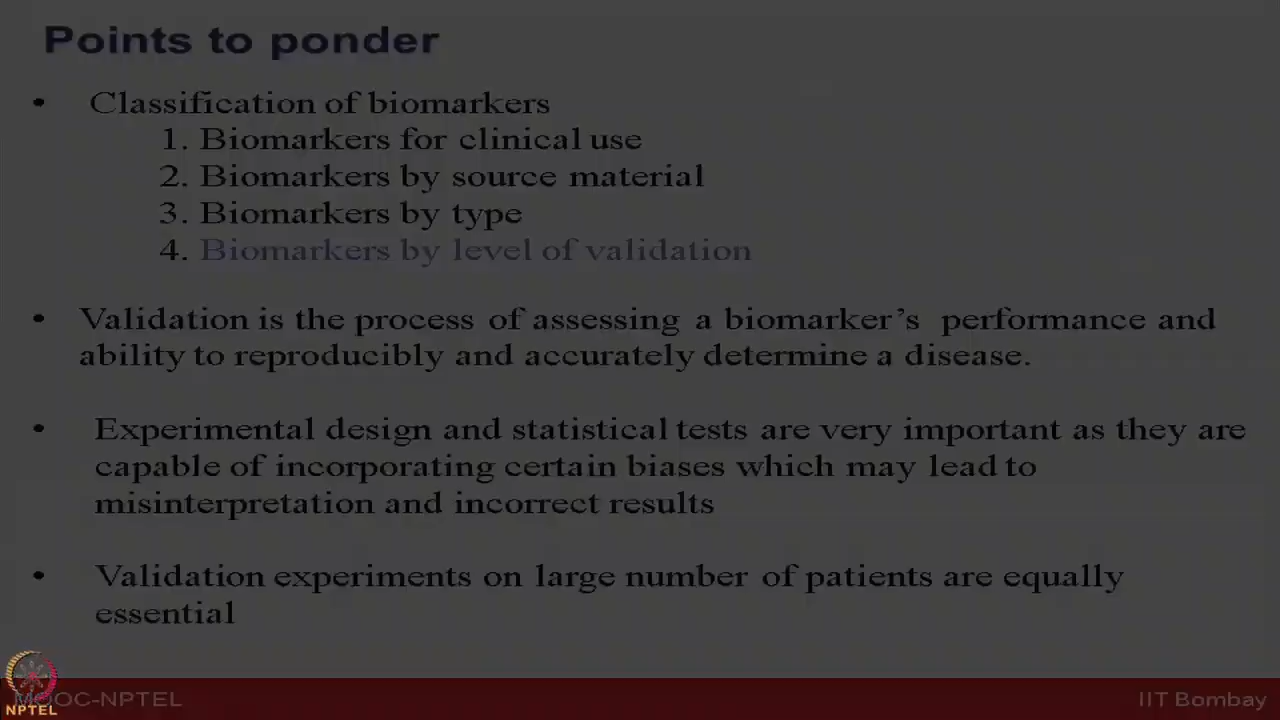 Points to ponder
• Classification of biomarkers
1. Biomarkers for clinical use
2. Biomarkers by source material
3. Biomarkers by type
4. Biomarkers by level of validation
• Validation is the process of assessing a biomarker’s performance and
ability to reproducibly and accurately determine a disease.
• Experimental design and statistical tests are very important as they are
capable of incorporating certain biases which may lead to
misinterpretation and incorrect results
• Validation experiments on large number of patients are equally
essential
MOOC-NPTEL
IIT Bombay
NPTEL